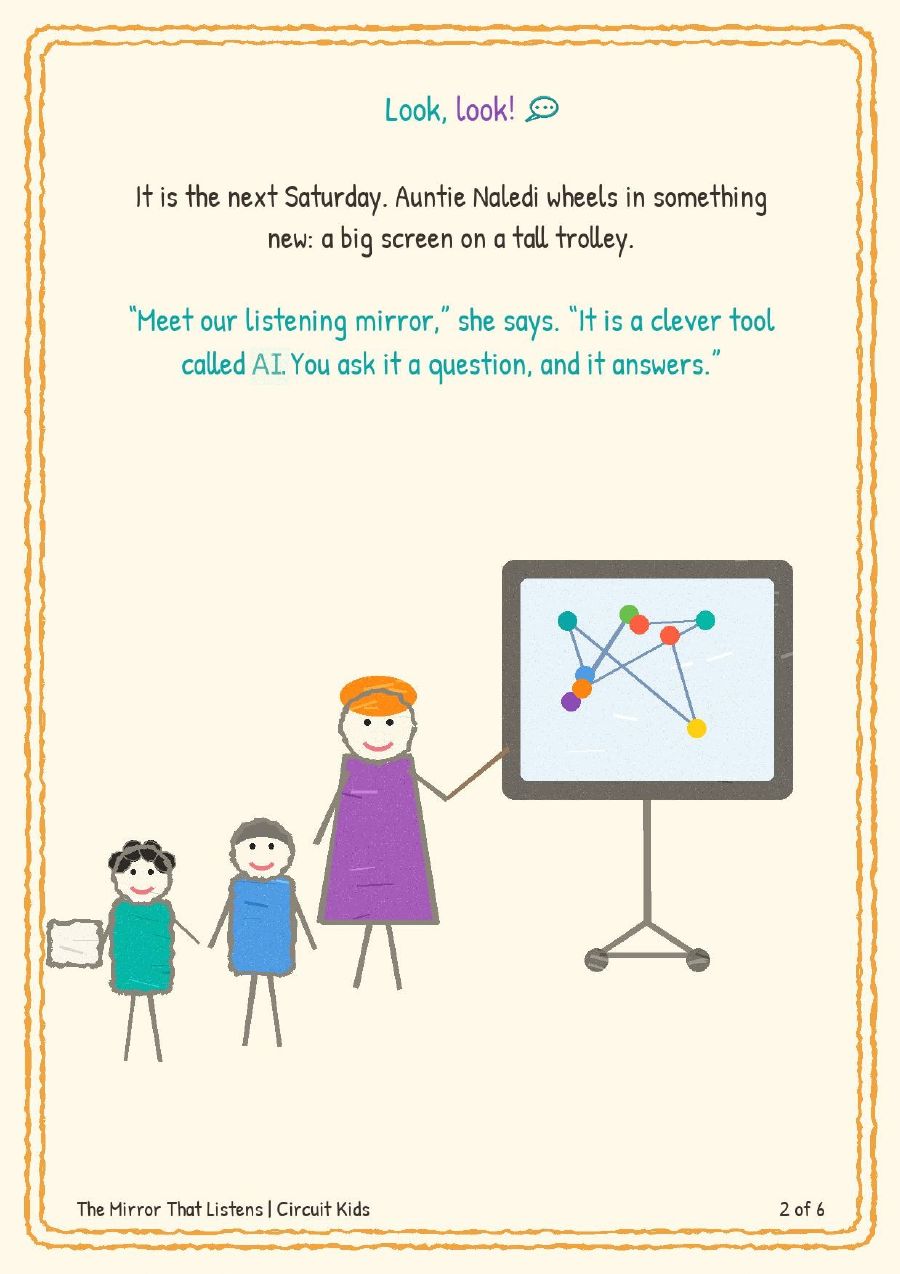 Look, look!
It is the next Saturday. Auntie Naledi wheels in something
new: a big screen on a tall trolley.
“Meet our listening mirror,” she says. “It is a clever tool
called AI. You ask it a question, and it answers.”
The Mirror That Listens | Circuit Kids
2 of 6